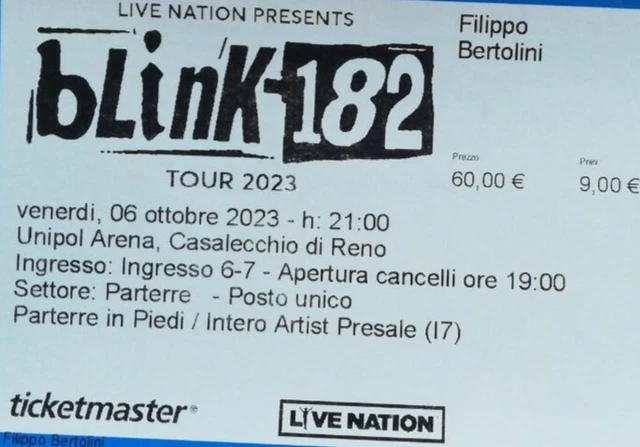 LIVE NATION PRESENTS
Filippo
Bertolini
blink-182
TOUR 2023
Prezzo
Prev
60,00 €
9,00 €
venerdi, 06 ottobre 2023 - h: 21:00
Unipol Arena, Casalecchio di Reno
Ingresso: Ingresso 6-7 - Apertura cancelli ore 19:00
Settore: Parterre - Posto unico
Parterre in Piedi / Intero Artist Presale (I7)
ticketmaster®
LIVE NATION
Filippo Bertolini